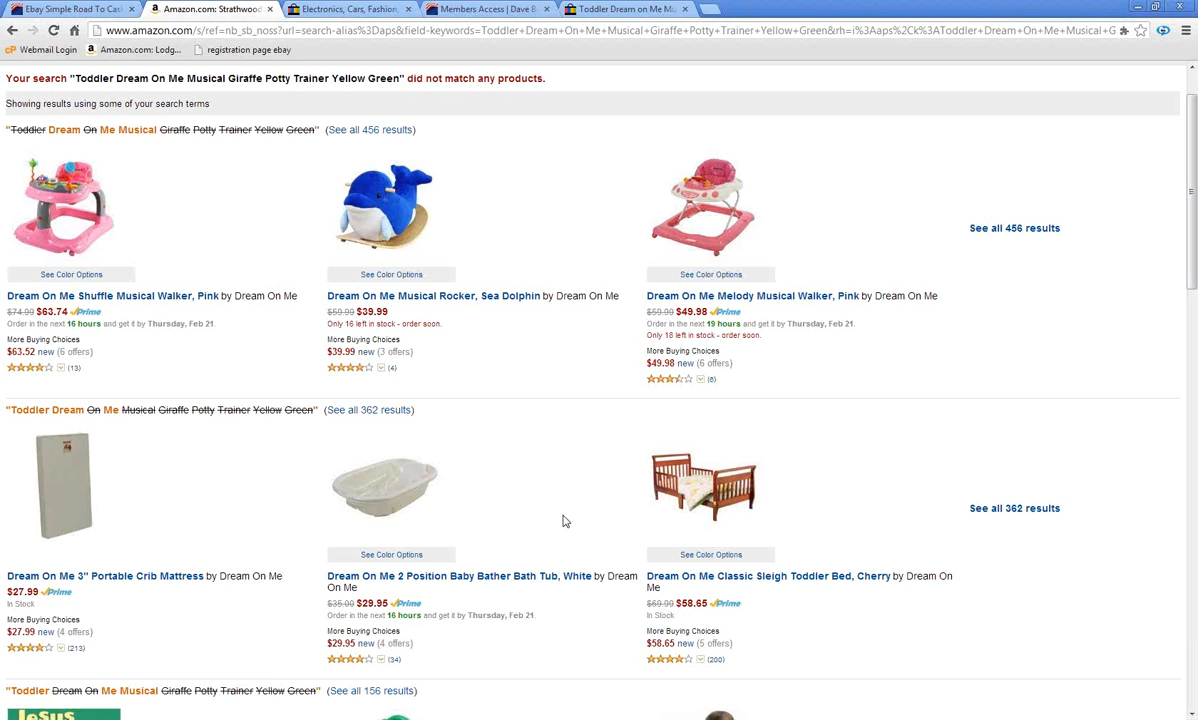 Ebay Simple Road To Cas
Amazon.com: Strathwood
Electronics, Cars, Fashion,
Members Access | Dave B
Toddler Dream on Me M
www.amazon.com/s/ref=nb_sb_noss?url=search-alias%3Daps&field-keywords=Toddler+Dream+On+Me+Musical+Giraffe+Potty+Trainer+Yellow+Green&rh=i%3Aaps%2Ck%3AToddler+Dream+On+Me+Musical+G
Webmail Login
Amazon.com: Lodg...
registration page ebay
Your search "Toddler Dream On Me Musical Giraffe Potty Trainer Yellow Green" did not match any products.
Showing results using some of your search terms
"Toddler Dream On Me Musical Giraffe Potty Trainer Yellow Green" (See all 456 results)
See all 456 results
See Color Options
See Color Options
See Color Options
Dream On Me Shuffle Musical Walker, Pink by Dream On Me
$74.99 $63.74 Prime
Order in the next 16 hours and get it by Thursday, Feb 21.
More Buying Choices
$63.52 new (6 offers)
(13)
Dream On Me Musical Rocker, Sea Dolphin by Dream On Me
$59.99 $39.99
Only 16 left in stock - order soon.
More Buying Choices
$39.99 new (3 offers)
(4)
Dream On Me Melody Musical Walker, Pink by Dream On Me
$59.99 $49.98 Prime
Order in the next 19 hours and get it by Thursday, Feb 21.
Only 18 left in stock - order soon.
More Buying Choices
$49.98 new (6 offers)
(6)
"Toddler Dream On Me Musical Giraffe Potty Trainer Yellow Green" (See all 362 results)
See all 362 results
See Color Options
See Color Options
Dream On Me 3" Portable Crib Mattress by Dream On Me
$27.99 Prime
In Stock
More Buying Choices
$27.99 new (4 offers)
(213)
Dream On Me 2 Position Baby Bather Bath Tub, White by Dream
On Me
$35.00 $29.95 Prime
Order in the next 16 hours and get it by Thursday, Feb 21.
More Buying Choices
$29.95 new (4 offers)
(34)
Dream On Me Classic Sleigh Toddler Bed, Cherry by Dream On
Me
$69.99 $58.65 Prime
In Stock
More Buying Choices
$58.65 new (5 offers)
(200)
"Toddler Dream On Me Musical Giraffe Potty Trainer Yellow Green" (See all 156 results)
Jesus